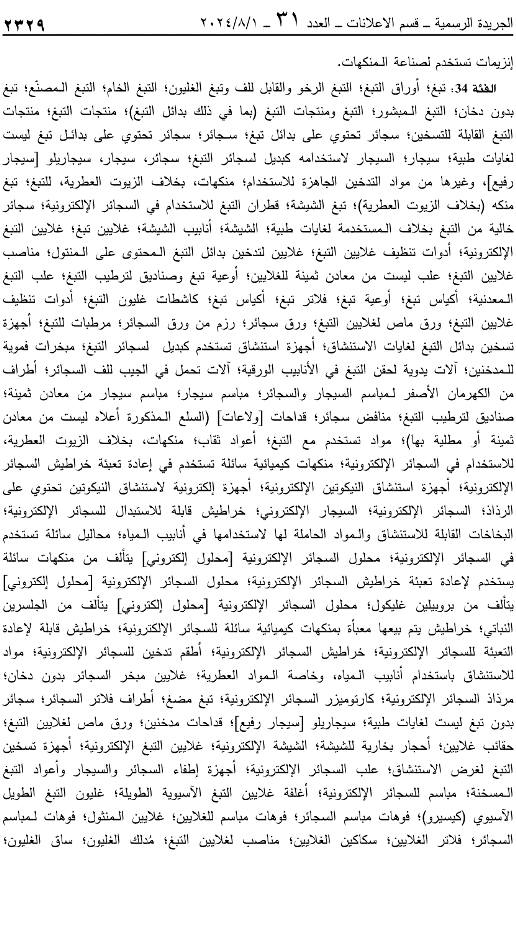 الجريدة الرسمية – قسم الاعلانات – العدد ٣١ – ٢٠٢٤/٨/١ ٢٣٢٩
إنزيمات تستخدم لصناعة المنكهات.
الفئة 34: تبغ؛ أوراق التبغ؛ التبغ الرخو والقابل للف وتبغ الغليون؛ التبغ الخام؛ التبغ المصنّع؛ تبغ
بدون دخان؛ التبغ المبشور؛ التبغ ومنتجات التبغ (بما في ذلك بدائل التبغ)؛ منتجات التبغ؛ منتجات
التبغ القابلة للتسخين؛ سجائر تحتوي على بدائل تبغ؛ سجائر؛ سجائر تحتوي على بدائل تبغ ليست
لغايات طبية؛ سيجار؛ السيجار لاستخدامه كبديل لسجائر التبغ؛ سجائر، سيجار، سيجاريلو [سيجار
رفيع]، وغيرها من مواد التدخين الجاهزة للاستخدام؛ منكهات، بخلاف الزيوت العطرية، للتبغ؛ تبغ
منكه (بخلاف الزيوت العطرية)؛ تبغ الشيشة؛ قطران التبغ للاستخدام في السجائر الإلكترونية؛ سجائر
خالية من التبغ بخلاف المستخدمة لغايات طبية؛ الشيشة؛ أنابيب الشيشة؛ غلايين تبغ؛ غلايين التبغ
الإلكترونية؛ أدوات تنظيف غلايين التبغ؛ غلايين لتدخين بدائل التبغ المحتوى على المنتول؛ مناصب
غلايين التبغ؛ علب ليست من معادن ثمينة للغلايين؛ أوعية تبغ وصناديق لترطيب التبغ؛ علب التبغ
المعدنية؛ أكياس تبغ؛ أوعية تبغ؛ فلاتر تبغ؛ أكياس تبغ؛ كاشطات غليون التبغ؛ أدوات تنظيف
غلايين التبغ؛ ورق ماص لغلايين التبغ؛ ورق سجائر؛ رزم من ورق السجائر؛ مرطبات للتبغ؛ أجهزة
تسخين بدائل التبغ لغايات الاستنشاق؛ أجهزة استنشاق تستخدم كبديل لسجائر التبغ؛ مبخرات فموية
للمدخنين؛ آلات يدوية لحقن التبغ في الأنابيب الورقية؛ آلات تحمل في الجيب للف السجائر؛ أطراف
من الكهرمان الأصفر لمباسم السيجار والسجائر؛ مباسم سيجار؛ مباسم سيجار من معادن ثمينة؛
صناديق لترطيب التبغ؛ منافض سجائر؛ قداحات [ولاعات] (السلع المذكورة أعلاه ليست من معادن
ثمينة أو مطلية بها)؛ مواد تستخدم مع التبغ؛ أعواد ثقاب؛ منكهات، بخلاف الزيوت العطرية،
للاستخدام في السجائر الإلكترونية؛ منكهات كيميائية سائلة تستخدم في إعادة تعبئة خراطيش السجائر
الإلكترونية؛ أجهزة استنشاق النيكوتين الإلكترونية؛ أجهزة إلكترونية لاستنشاق النيكوتين تحتوي على
الرذاذ؛ السجائر الإلكترونية؛ السيجار الإلكتروني؛ خراطيش قابلة للاستبدال للسجائر الإلكترونية؛
البخاخات القابلة للاستنشاق والمواد الحاملة لها لاستخدامها في أنابيب المياه؛ محاليل سائلة تستخدم
في السجائر الإلكترونية؛ محلول السجائر الإلكترونية [محلول إلكتروني] يتألف من منكهات سائلة
يستخدم لإعادة تعبئة خراطيش السجائر الإلكترونية؛ محلول السجائر الإلكترونية [محلول إلكتروني]
يتألف من بروبيلين غليكول؛ محلول السجائر الإلكترونية [محلول إلكتروني] يتألف من الجلسرين
النباتي؛ خراطيش يتم بيعها معبأة بمنكهات كيميائية سائلة للسجائر الإلكترونية؛ خراطيش قابلة لإعادة
التعبئة للسجائر الإلكترونية؛ خراطيش السجائر الإلكترونية؛ أطقم تدخين للسجائر الإلكترونية؛ مواد
للاستنشاق باستخدام أنابيب المياه، وخاصة المواد العطرية؛ غلايين مبخر السجائر بدون دخان؛
مرذاذ السجائر الإلكترونية؛ كارتوميزر السجائر الإلكترونية؛ تبغ مضغ؛ أطراف فلاتر السجائر؛ سجائر
بدون تبغ ليست لغايات طبية؛ سيجاريلو [سيجار رفيع]؛ قداحات مدخنين؛ ورق ماص لغلايين التبغ؛
حقائب غلايين؛ أحجار بخارية للشيشة؛ الشيشة الإلكترونية؛ غلايين التبغ الإلكترونية؛ أجهزة تسخين
التبغ لغرض الاستنشاق؛ علب السجائر الإلكترونية؛ أجهزة إطفاء السجائر والسيجار وأعواد التبغ
المسخنة؛ مباسم للسجائر الإلكترونية؛ أغلفة غلايين التبغ الآسيوية الطويلة؛ غليون التبغ الطويل
الآسيوي (كيسيرو)؛ فوهات مباسم السجائر؛ فوهات مباسم للغلايين؛ غلايين المنثول؛ فوهات لمباسم
السجائر؛ فلاتر الغلايين؛ سكاكين الغلايين؛ مناصب لغلايين التبغ؛ مُدلك الغليون؛ ساق الغليون؛